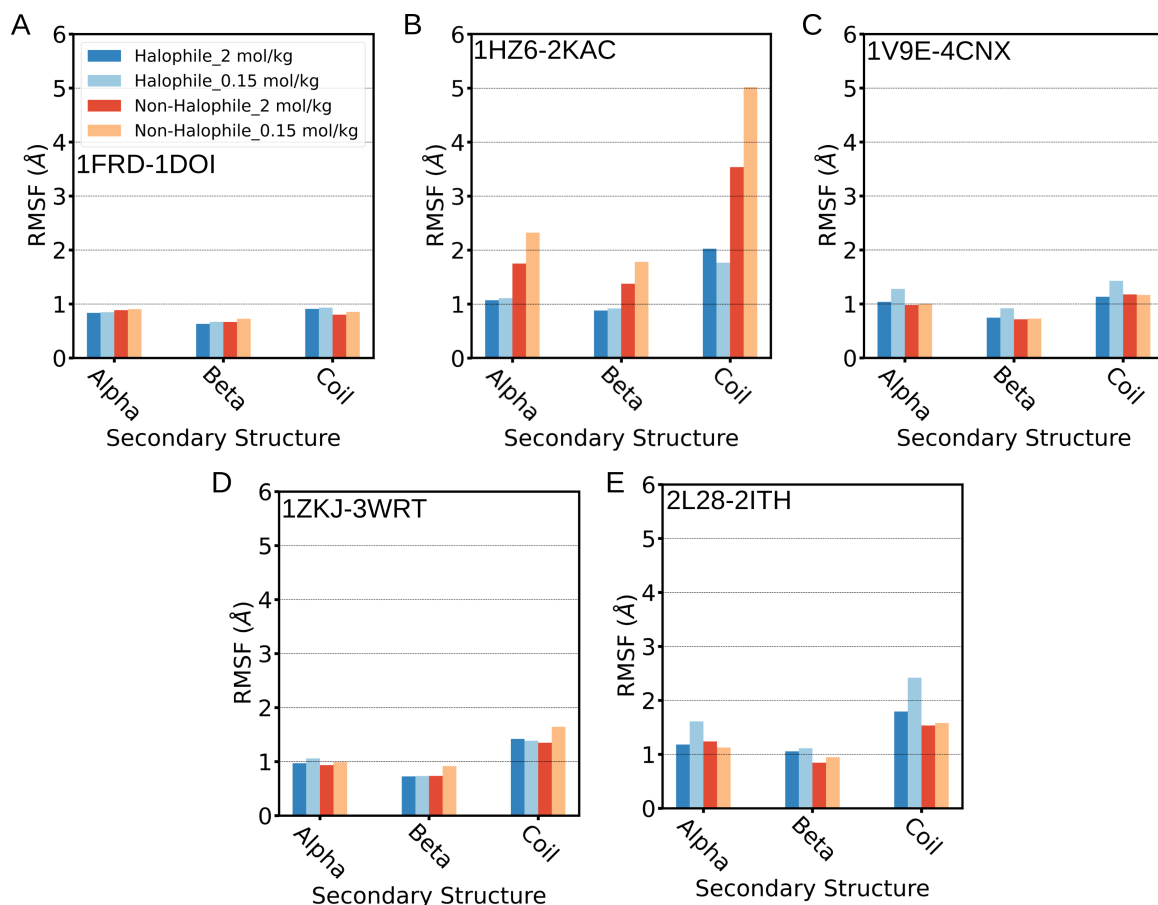 A
6
5
4
3
2
1
0
RMSF (Å)
Halophile_2 mol/kg
Halophile_0.15 mol/kg
Non-Halophile_2 mol/kg
Non-Halophile_0.15 mol/kg
1FRD-1DOI
Alpha
Beta
Coil
Secondary Structure
B
6
5
4
3
2
1
0
RMSF (Å)
1HZ6-2KAC
Alpha
Beta
Coil
Secondary Structure
C
6
5
4
3
2
1
0
RMSF (Å)
1V9E-4CNX
Alpha
Beta
Coil
Secondary Structure
D
6
5
4
3
2
1
0
RMSF (Å)
1ZKJ-3WRT
Alpha
Beta
Coil
Secondary Structure
E
6
5
4
3
2
1
0
RMSF (Å)
2L28-2ITH
Alpha
Beta
Coil
Secondary Structure